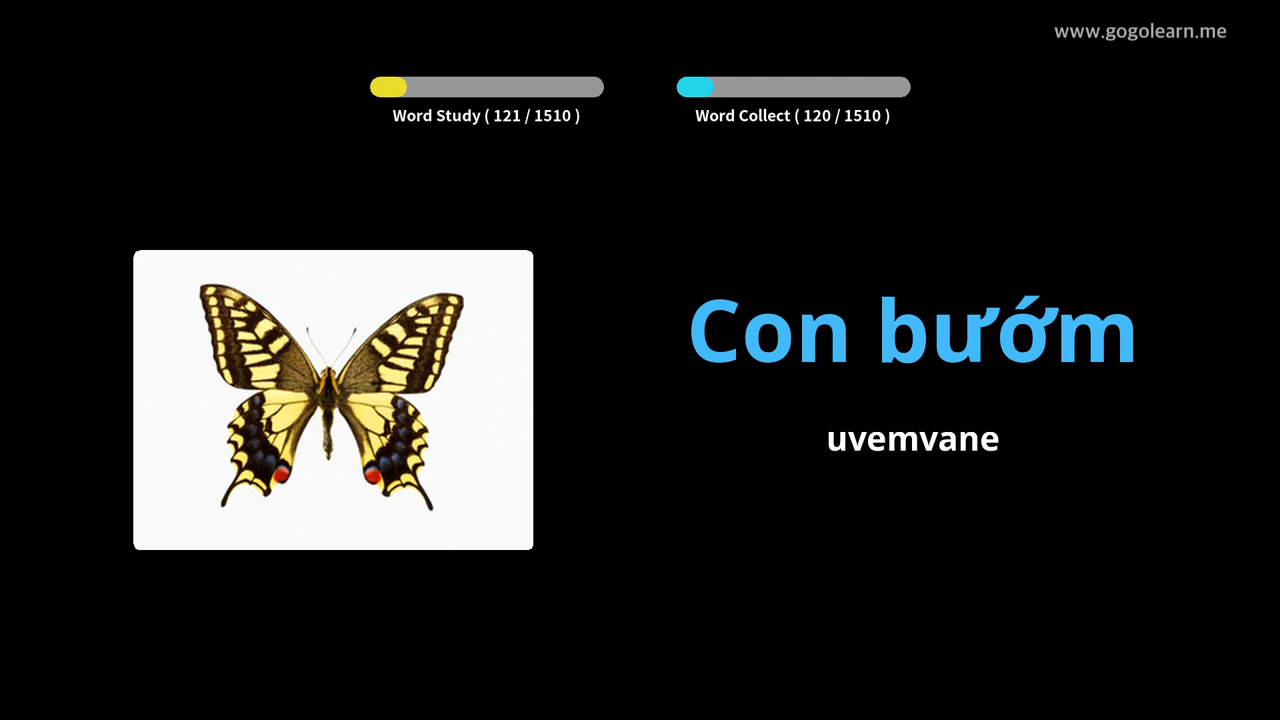 www.gogolearn.me
Word Study ( 121 / 1510 )
Word Collect ( 120 / 1510 )
Con bướm
uvemvane